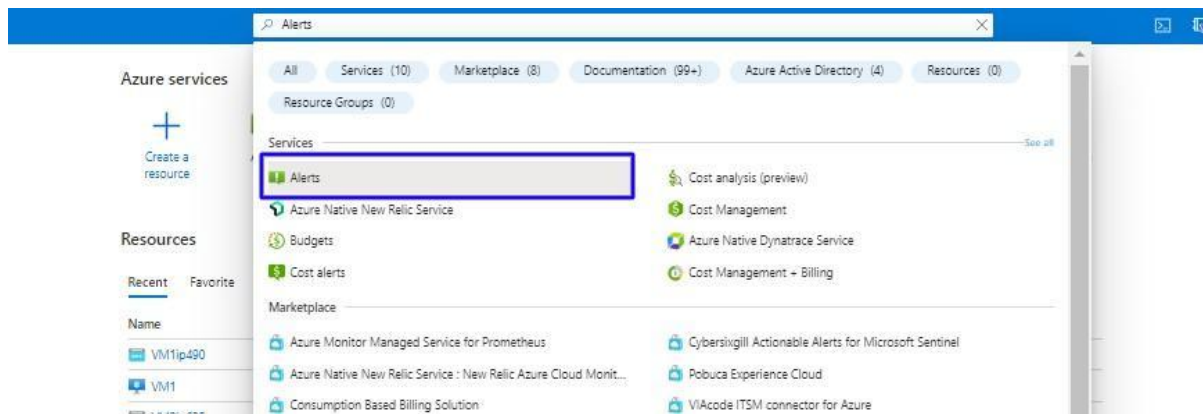 Alerts
All Services (10) Marketplace (8) Documentation (99+) Azure Active Directory (4) Resources (0)
Resource Groups (0)
Azure services
Create a
resource
Services See all
Alerts Cost analysis (preview)
Azure Native New Relic Service Cost Management
Budgets Azure Native Dynatrace Service
Cost alerts Cost Management + Billing
Resources
Recent Favorite
Marketplace
Name
Azure Monitor Managed Service for Prometheus Cybersixgill Actionable Alerts for Microsoft Sentinel
VM1ip490
Azure Native New Relic Service : New Relic Azure Cloud Monit... Pobuca Experience Cloud
VM1
Consumption Based Billing Solution VIAcode ITSM connector for Azure